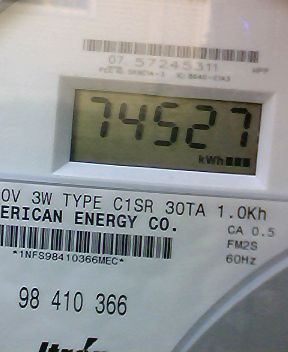 07 57245311
74527
kWh
0V 3W TYPE C1SR 30TA 1.0Kh
ERICAN ENERGY CO.
CA 0.5
FM2S
60Hz
*1NFS98410366MEC*
98 410 366
Itron